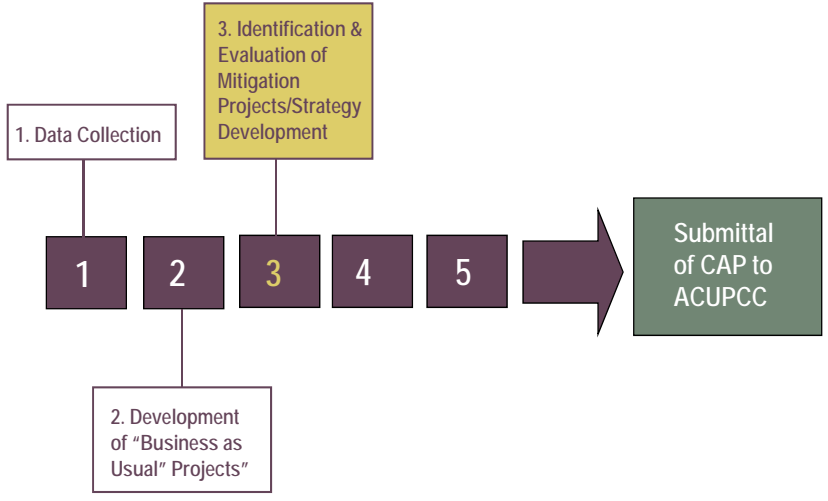 3. Identification &
Evaluation of
Mitigation
Projects/Strategy
Development
1. Data Collection
1
2
3
4
5
Submittal
of CAP to
ACUPCC
2. Development
of “Business as
Usual” Projects”